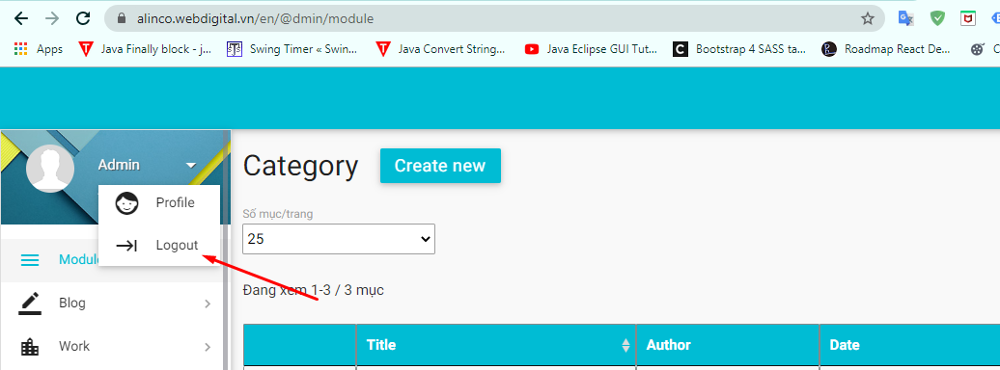 alinco.webdigital.vn/en/@dmin/module
Apps
Java Finally block - j...
Swing Timer « Swin...
Java Convert String...
Java Eclipse GUI Tut...
Bootstrap 4 SASS ta...
Roadmap React De...
Admin
Profile
Logout
Module
Blog
Work
Category
Create new
Số mục/trang
25
Đang xem 1-3 / 3 mục
Title
Author
Date